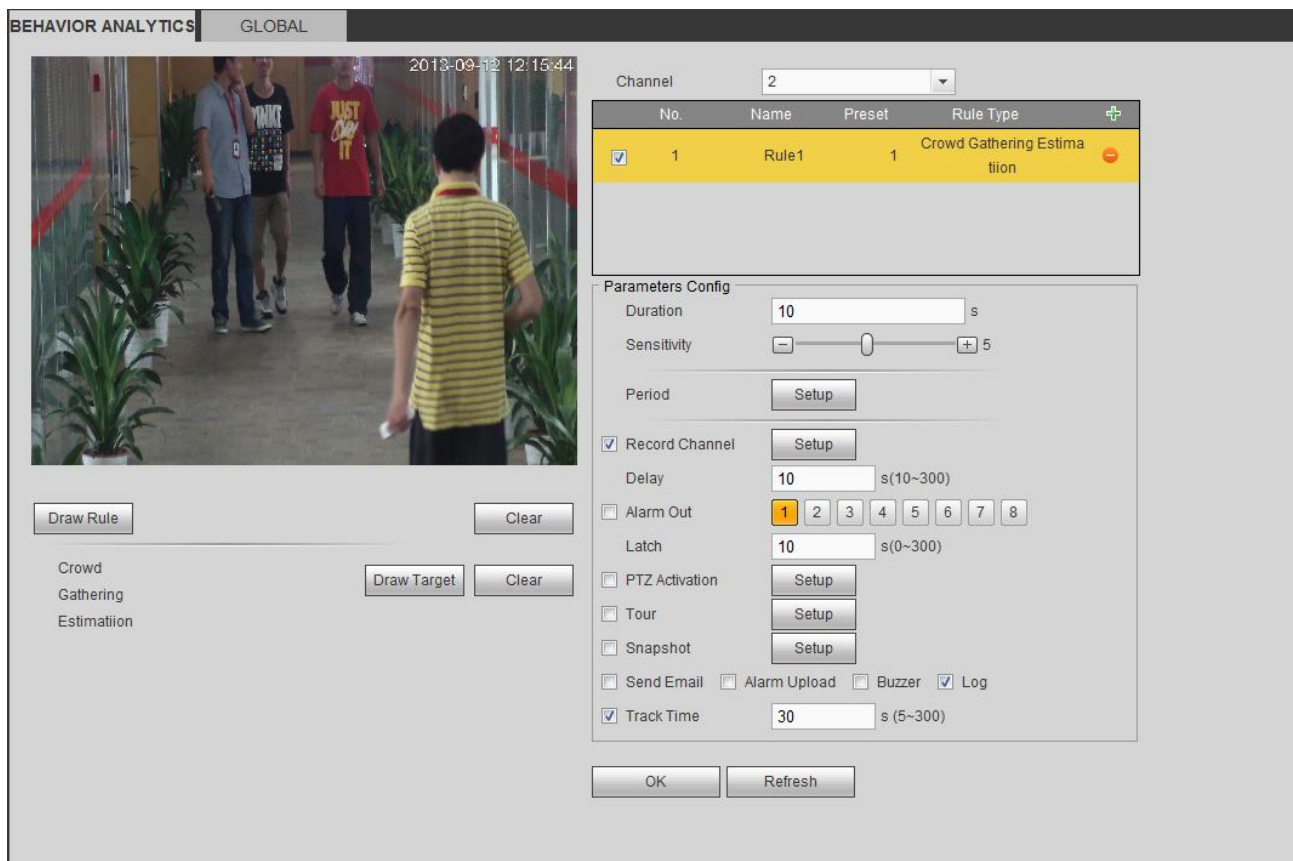 BEHAVIOR ANALYTICS
GLOBAL
2013-09-12 12:15:44
JUST
IT
Draw Rule
Clear
Crowd
Gathering
Estimatiion
Draw Target
Clear
Channel
2
No. Name Preset Rule Type
1 Rule1 1 Crowd Gathering Estima
tiion
Parameters Config
Duration 10 s
Sensitivity - + 5
Period Setup
Record Channel Setup
Delay 10 s(10~300)
Alarm Out 1 2 3 4 5 6 7 8
Latch 10 s(0~300)
PTZ Activation Setup
Tour Setup
Snapshot Setup
Send Email Alarm Upload Buzzer Log
Track Time 30 s (5~300)
OK Refresh